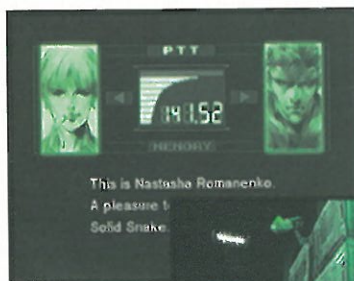 PTT
141.52
MEMORY
This is Nastasha Romanenko.
A pleasure t
Solid Snake.